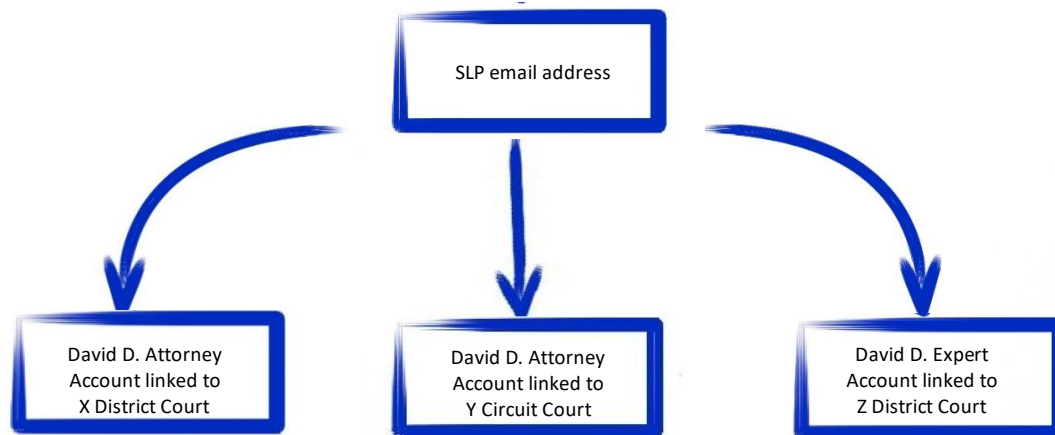 SLP email address
David D. Attorney
Account linked to
X District Court
David D. Attorney
Account linked to
Y Circuit Court
David D. Expert
Account linked to
Z District Court